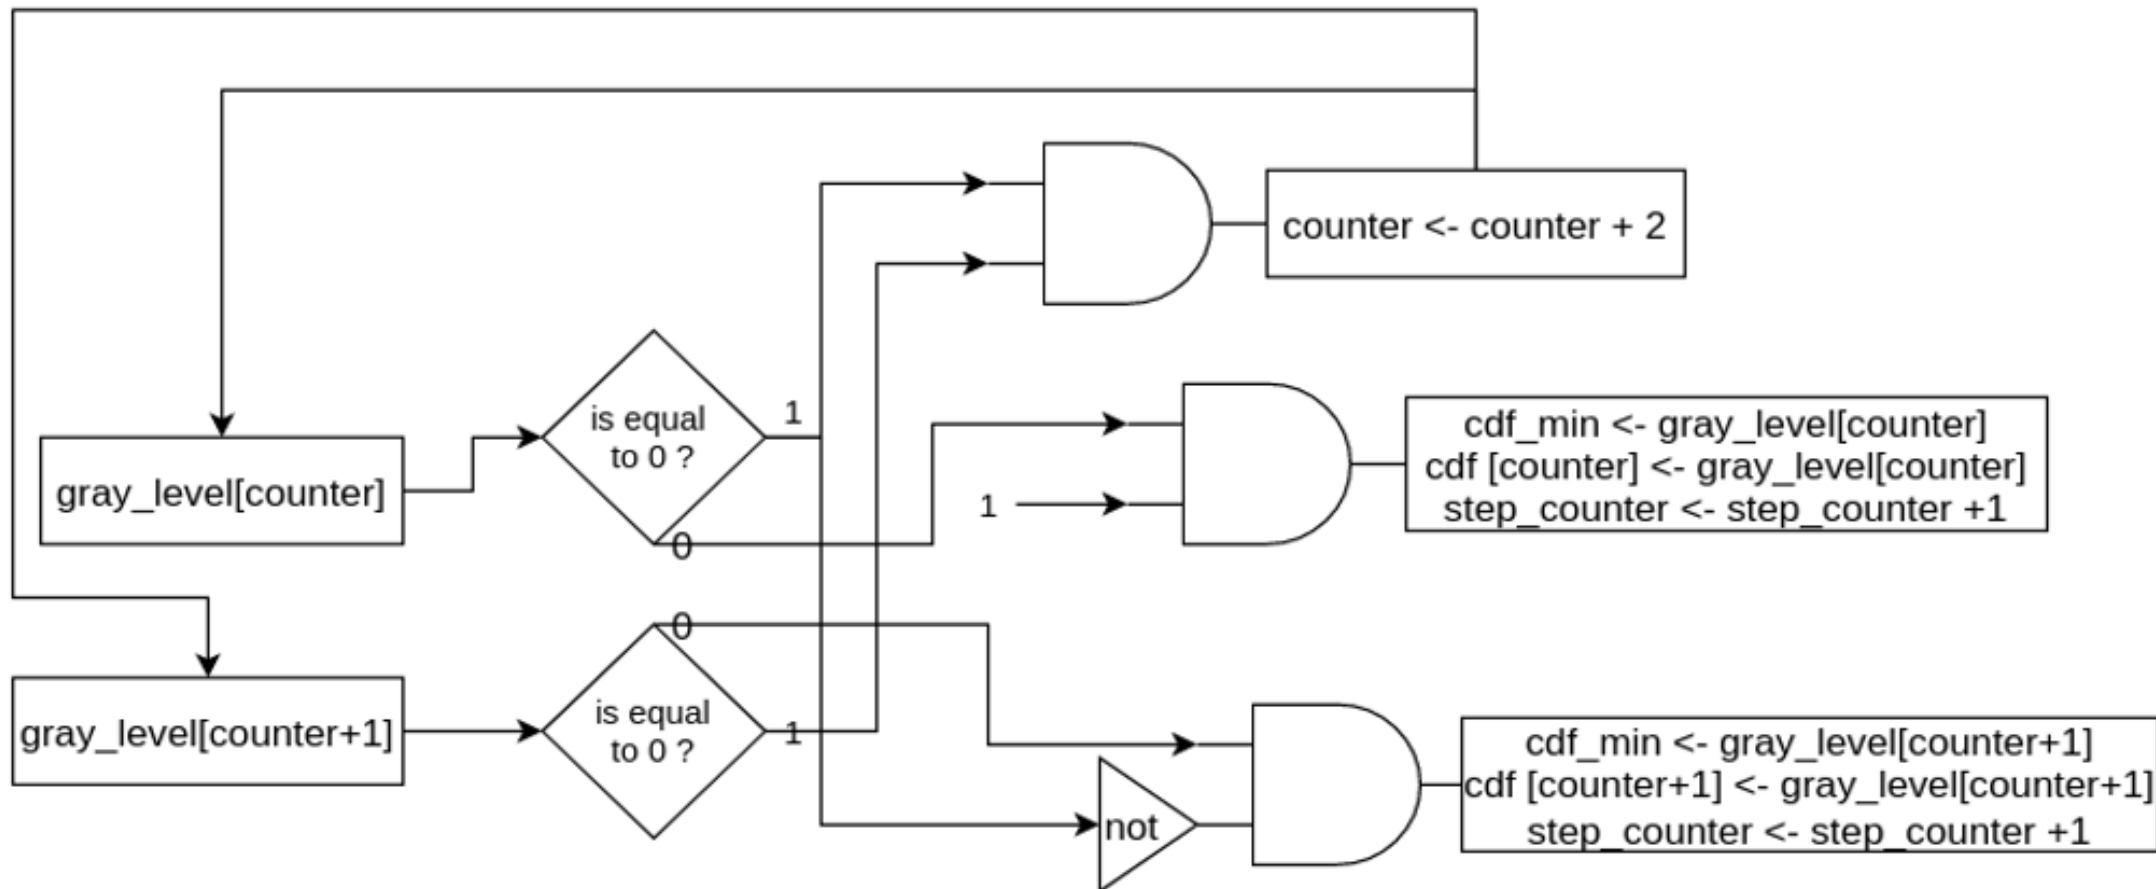 counter <- counter + 2
is equal
to 0 ?
1
gray_level[counter]
0
1
cdf_min <- gray_level[counter]
cdf [counter] <- gray_level[counter]
step_counter <- step_counter +1
0
gray_level[counter+1]
is equal
to 0 ?
1
not
cdf_min <- gray_level[counter+1]
cdf [counter+1] <- gray_level[counter+1]
step_counter <- step_counter +1